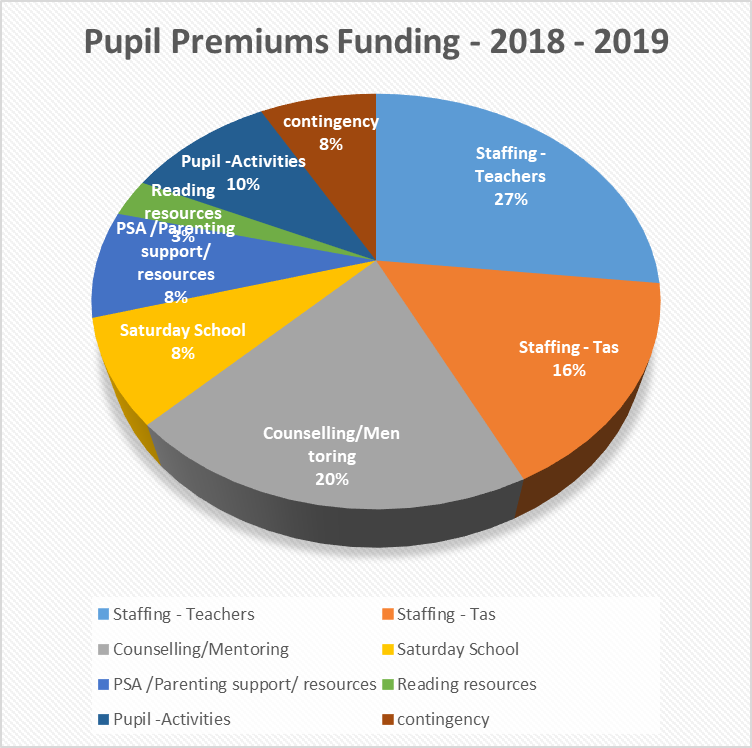 Pupil Premiums Funding - 2018 - 2019
contingency
8%
Staffing -
Teachers
27%
Pupil -Activities
10%
Reading
resources
3%
PSA /Parenting
support/
resources
8%
Saturday School
8%
Staffing - Tas
16%
Counselling/Men
toring
20%
Staffing - Teachers
Staffing - Tas
Counselling/Mentoring
Saturday School
PSA /Parenting support/ resources
Reading resources
Pupil -Activities
contingency